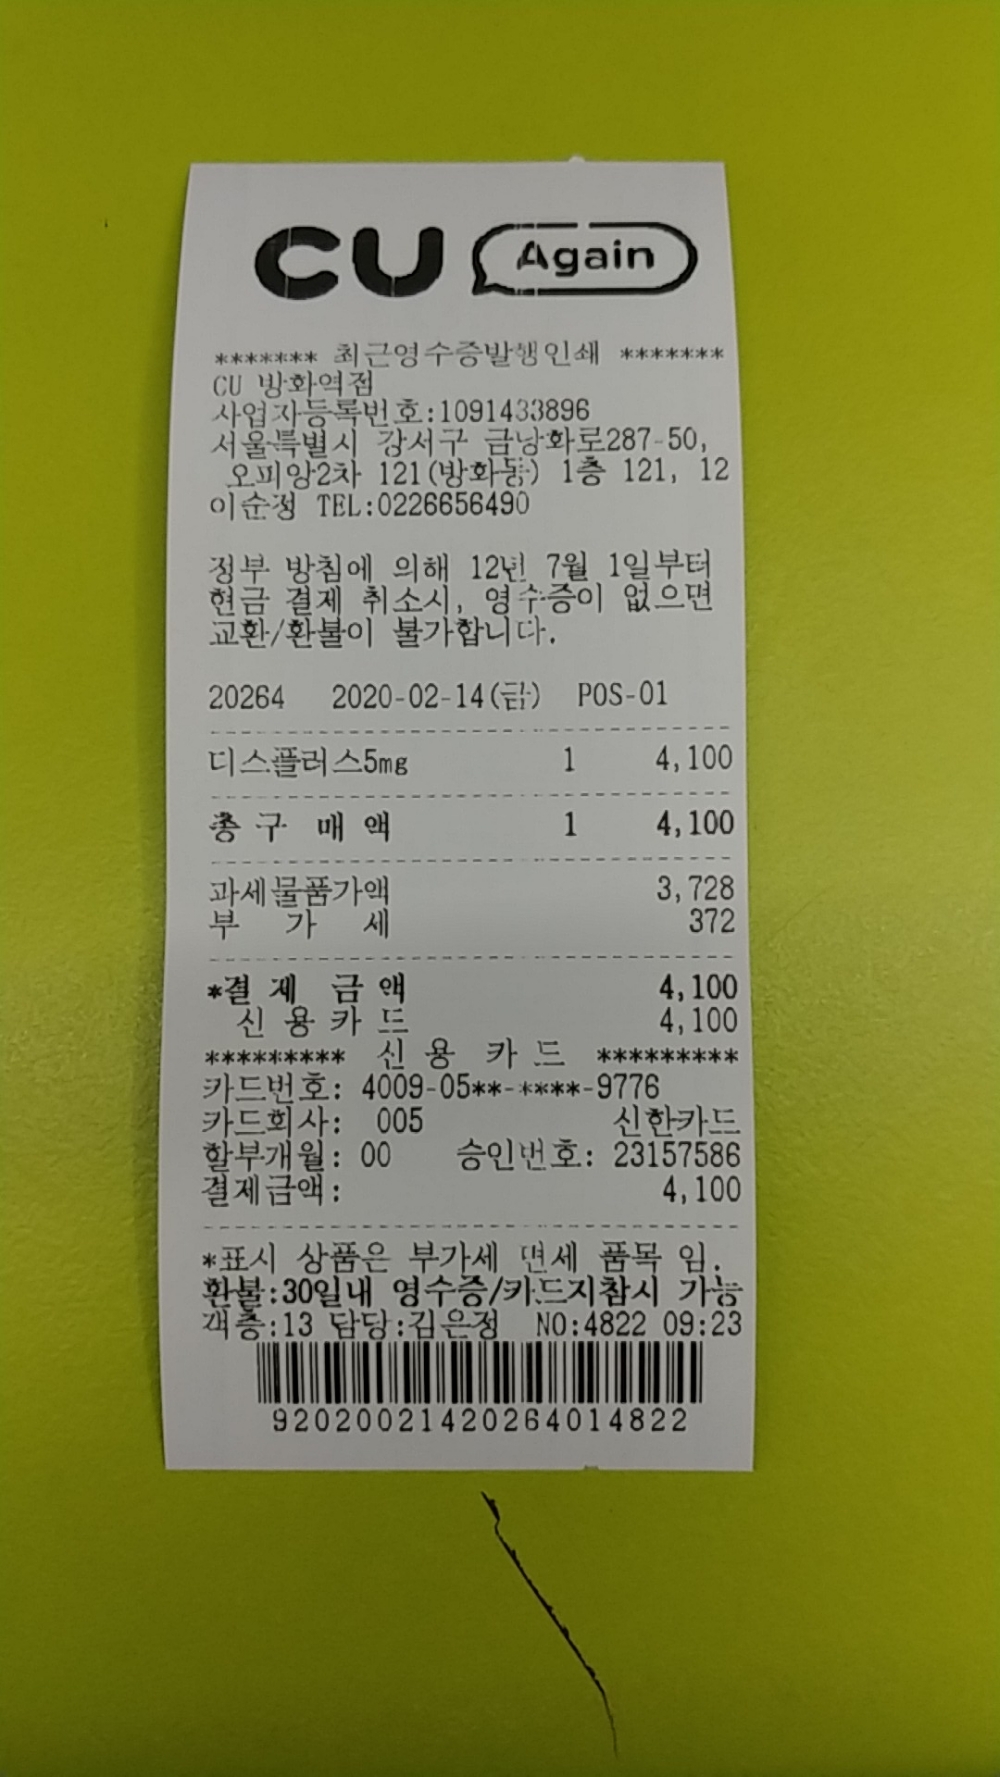 CU Again
******* 최근영수증발행인쇄 *******
CU 방화역점
사업자등록번호:1091433896
서울특별시 강서구 금낭화로287-50,
오피앙2차 121(방화동) 1층 121, 12
이순정 TEL:0226656490
정부 방침에 의해 12년 7월 1일부터
현금 결제 취소시, 영수증이 없으면
교환/환불이 불가합니다.
20264 2020-02-14(금) POS-01
디스플러스5mg 1 4,100
총 구 매 액 1 4,100
과세물품가액 3,728
부 가 세 372
*결 제 금 액 4,100
신 용 카 드 4,100
********* 신 용 카 드 *********
카드번호: 4009-05**-****-9776
카드회사: 005 신한카드
할부개월: 00 승인번호: 23157586
결제금액: 4,100
*표시 상품은 부가세 면세 품목 임.
환불:30일내 영수증/카드지참시 가능
객층:13 담당:김은정 NO:4822 09:23
92020021420264014822